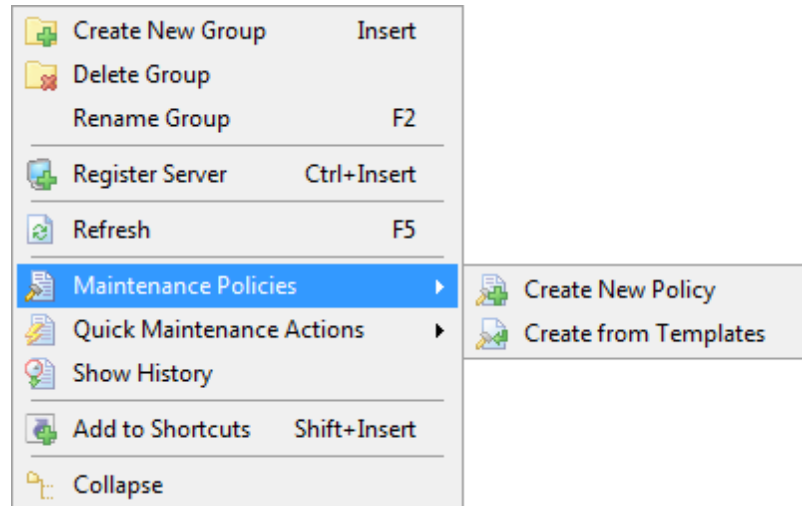 Create New Group Insert
Delete Group
Rename Group F2
Register Server Ctrl+Insert
Refresh F5
Maintenance Policies
Create New Policy
Quick Maintenance Actions
Create from Templates
Show History
Add to Shortcuts Shift+Insert
Collapse